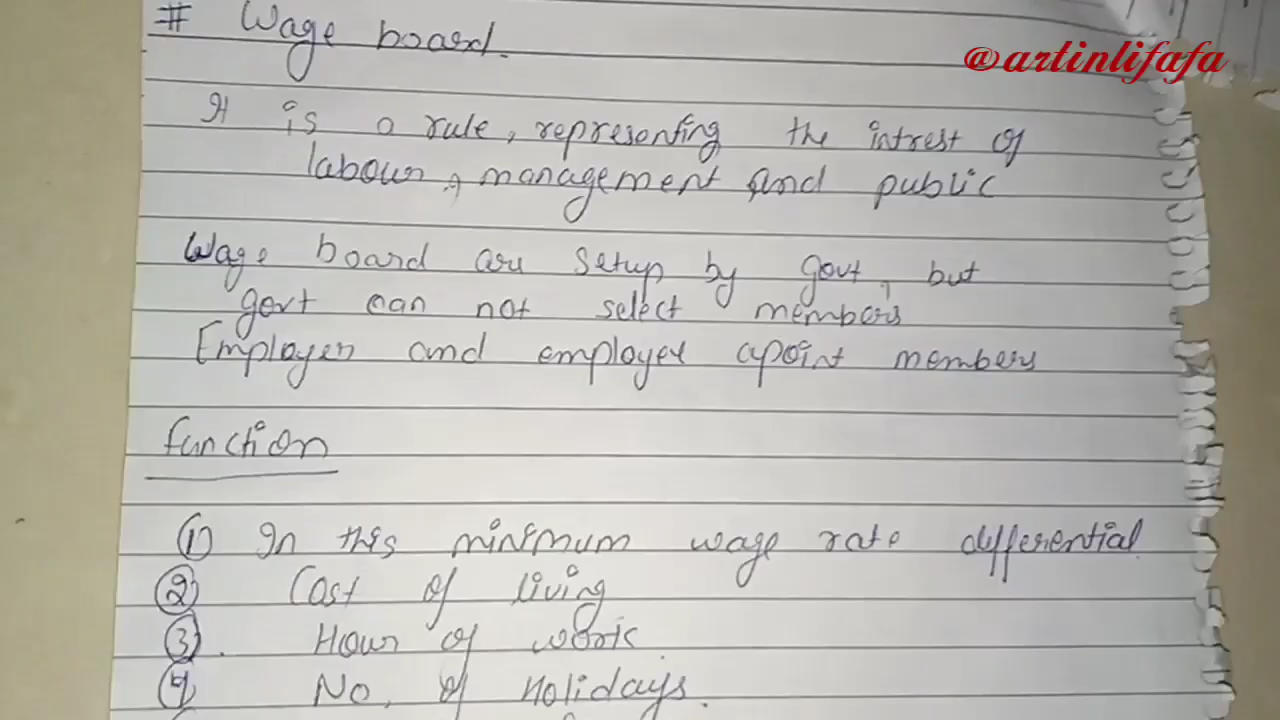 # Wage board.
@artinlifafa
It is a rule, representing the intrest of
labour, management and public
Wage board are setup by govt, but
govt can not select members
Employer and employer apoint members
function
① In this minimum wage rate differential
② Cost of living
③. Hour of work
④ No. of Holidays.